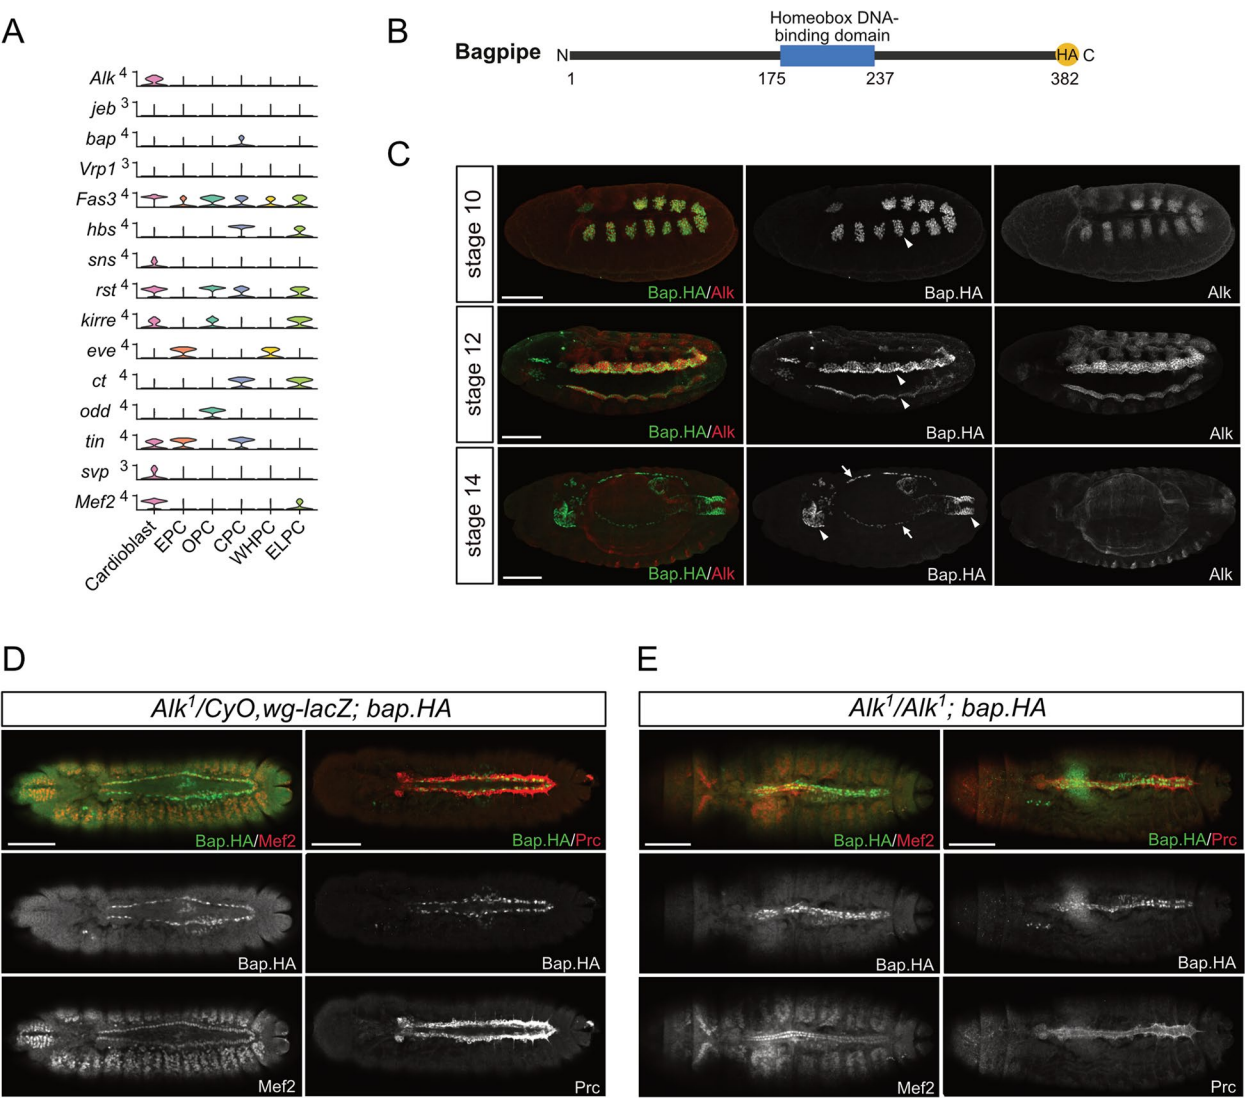 A
Alk 4
jeb 3
bap 4
Vrp1 3
Fas3 4
hbs 4
sns 4
rst 4
kirre 4
eve 4
ct 4
odd 4
tin 4
svp 3
Mef2 4
Cardioblast
EPC
OPC
CPC
WHPC
ELPC
B
Homeobox DNA-
binding domain
Bagpipe N HA C
1 175 237 382
C
stage 10
Bap.HA/Alk Bap.HA Alk
stage 12
Bap.HA/Alk Bap.HA Alk
stage 14
Bap.HA/Alk Bap.HA Alk
D
Alk1/CyO,wg-lacZ; bap.HA
Bap.HA/Mef2 Bap.HA/Prc
Bap.HA Bap.HA
Mef2 Prc
E
Alk1/Alk1; bap.HA
Bap.HA/Mef2 Bap.HA/Prc
Bap.HA Bap.HA
Mef2 Prc